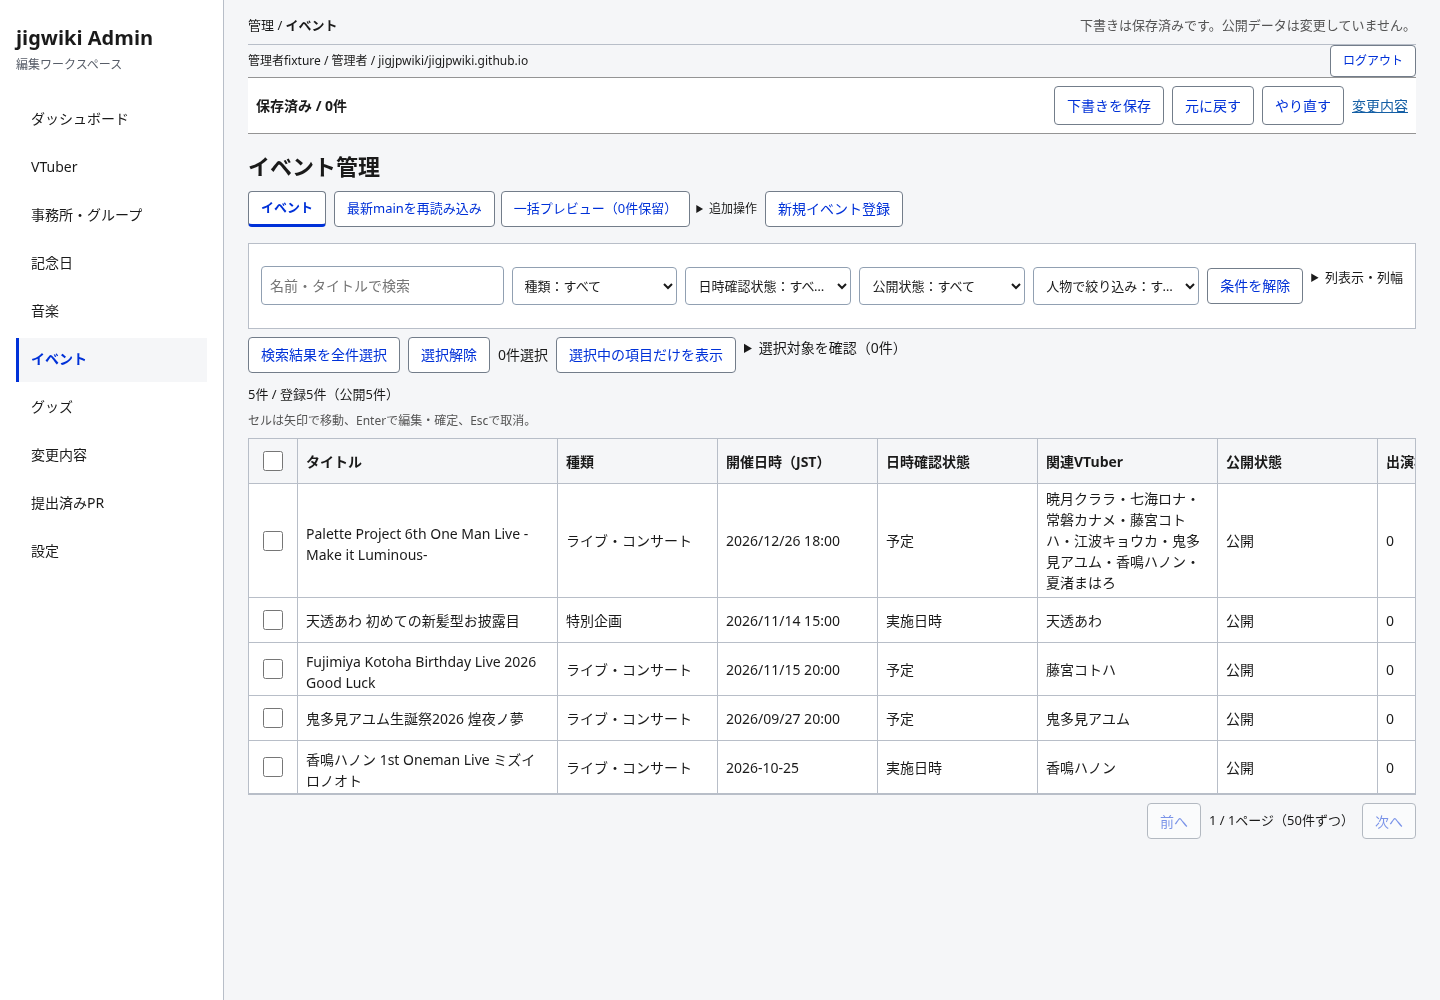 jigwiki Admin
編集ワークスペース
ダッシュボード
VTuber
事務所・グループ
記念日
音楽
イベント
グッズ
変更内容
提出済みPR
設定
管理 / イベント
下書きは保存済みです。公開データは変更していません。
管理者fixture / 管理者 / jigjpwiki/jigjpwiki.github.io
ログアウト
保存済み / 0件
下書きを保存
元に戻す
やり直す
変更内容
イベント管理
イベント
最新mainを再読み込み
一括プレビュー（0件保留）
▶ 追加操作
新規イベント登録
名前・タイトルで検索
種類：すべて
日時確認状態：すべ...
公開状態：すべて
人物で絞り込み：す...
条件を解除
▶ 列表示・列幅
検索結果を全件選択
選択解除
0件選択
選択中の項目だけを表示
▶ 選択対象を確認（0件）
5件 / 登録5件（公開5件）
セルは矢印で移動、Enterで編集・確定、Escで取消。
タイトル
種類
開催日時（JST）
日時確認状態
関連VTuber
公開状態
出演
Palette Project 6th One Man Live -
Make it Luminous-
ライブ・コンサート
2026/12/26 18:00
予定
暁月クララ・七海ロナ・
常磐カナメ・藤宮コト
ハ・江波キョウカ・鬼多
見アユム・香鳴ハノン・
夏渚まはろ
公開
0
天透あわ 初めての新髪型お披露目
特別企画
2026/11/14 15:00
実施日時
天透あわ
公開
0
Fujimiya Kotoha Birthday Live 2026
Good Luck
ライブ・コンサート
2026/11/15 20:00
予定
藤宮コトハ
公開
0
鬼多見アユム生誕祭2026 煌夜ノ夢
ライブ・コンサート
2026/09/27 20:00
予定
鬼多見アユム
公開
0
香鳴ハノン 1st Oneman Live ミズイ
ロノオト
ライブ・コンサート
2026-10-25
実施日時
香鳴ハノン
公開
0
前へ
1 / 1ページ（50件ずつ）
次へ